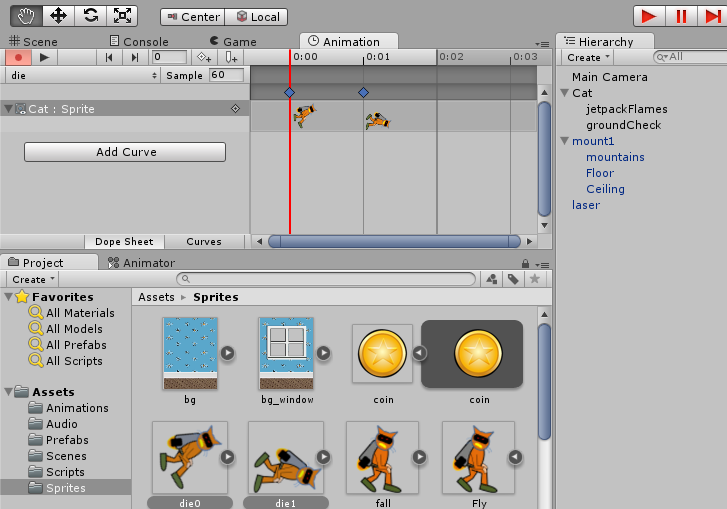 Center Local
Scene Console Game Animation
Hierarchy
0 0:00 0:01 0:02 0:03
Create All
die Sample 60
Main Camera
Cat
Cat : Sprite
jetpackFlames
groundCheck
mount1
Add Curve
mountains
Floor
Ceiling
laser
Dope Sheet Curves
Project Animator
Create
Favorites
Assets ▸ Sprites
All Materials
All Models
All Prefabs
All Scripts
Assets
bg bg_window coin coin
Animations
Audio
Prefabs
Scenes
Scripts
Sprites
die0 die1 fall Fly